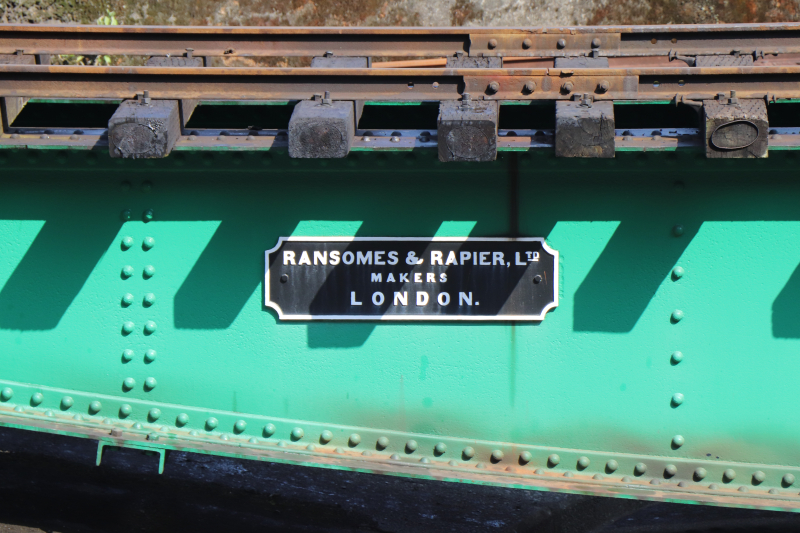 RANSOMES & RAPIER, LTD
MAKERS
LONDON.